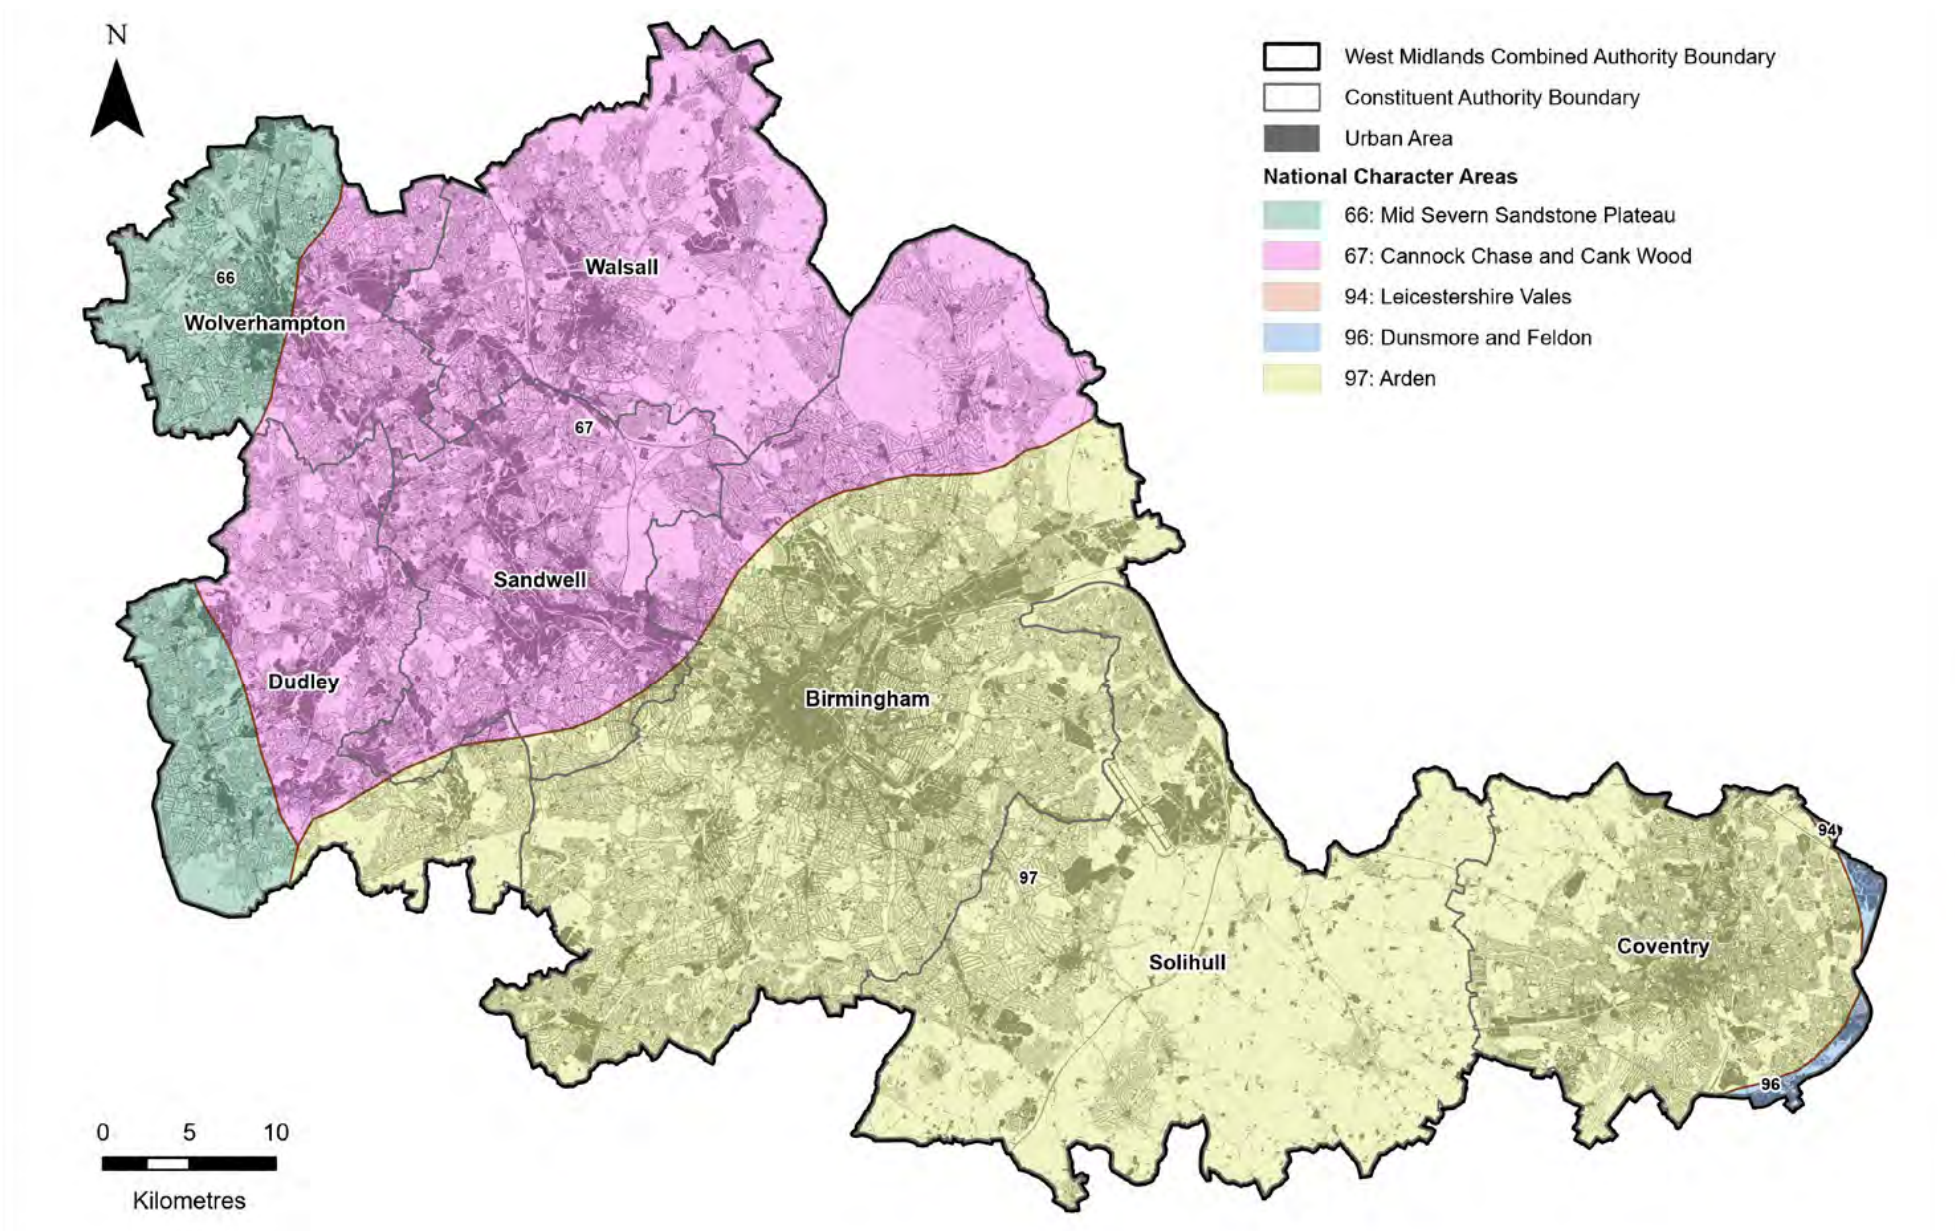 N
West Midlands Combined Authority Boundary
Constituent Authority Boundary
Urban Area
National Character Areas
66: Mid Severn Sandstone Plateau
67: Cannock Chase and Cank Wood
94: Leicestershire Vales
96: Dunsmore and Feldon
97: Arden
Walsall
66
Wolverhampton
67
Sandwell
Dudley
Birmingham
94
97
Coventry
Solihull
96
0 5 10
Kilometres